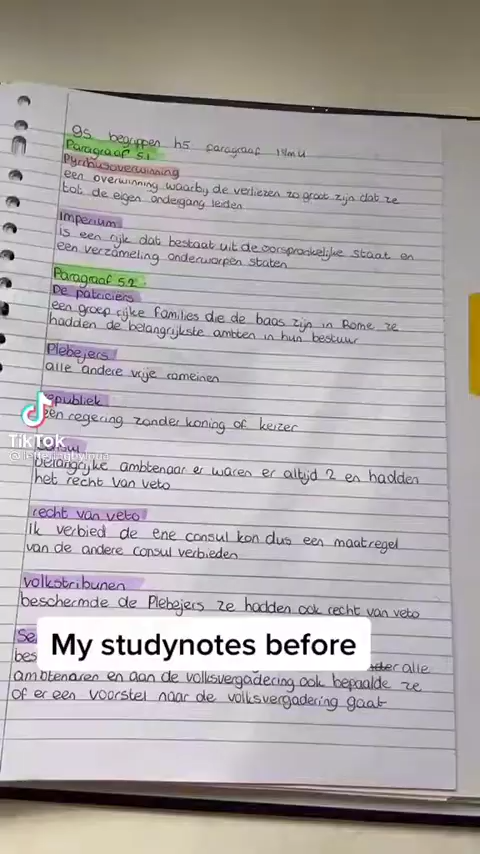 gs begrippen h5 paragraaf 1 t/m 4
Paragraaf 5.1
Pyrrhusoverwinning
een overwinning waarbij de verliezen zo groot zijn dat ze
tot de eigen ondergang leiden
Imperium
is een rijk dat bestaat uit de oorspronkelijke staat en
een verzameling onderworpen staten
Paragraaf 5.2
De patriciers
een groep rijke families die de baas zijn in Rome ze
hadden de belangrijkste ambten in hun bestuur
Plebejers
alle andere vrije romeinen
republiek
een regering zonder koning of keizer
TikTok
consul
belangrijke ambtenaar er waren er altijd 2 en hadden
het recht van veto
recht van veto
Ik verbied de ene consul kon dus een maatregel
van de andere consul verbieden
volkstribunen
beschermde de Plebejers ze hadden ook recht van veto
Se
My studynotes before
bes
alle
ambtenaren en aan de volksvergadering ook bepaalde ze
of er een voorstel naar de volksvergadering gaat